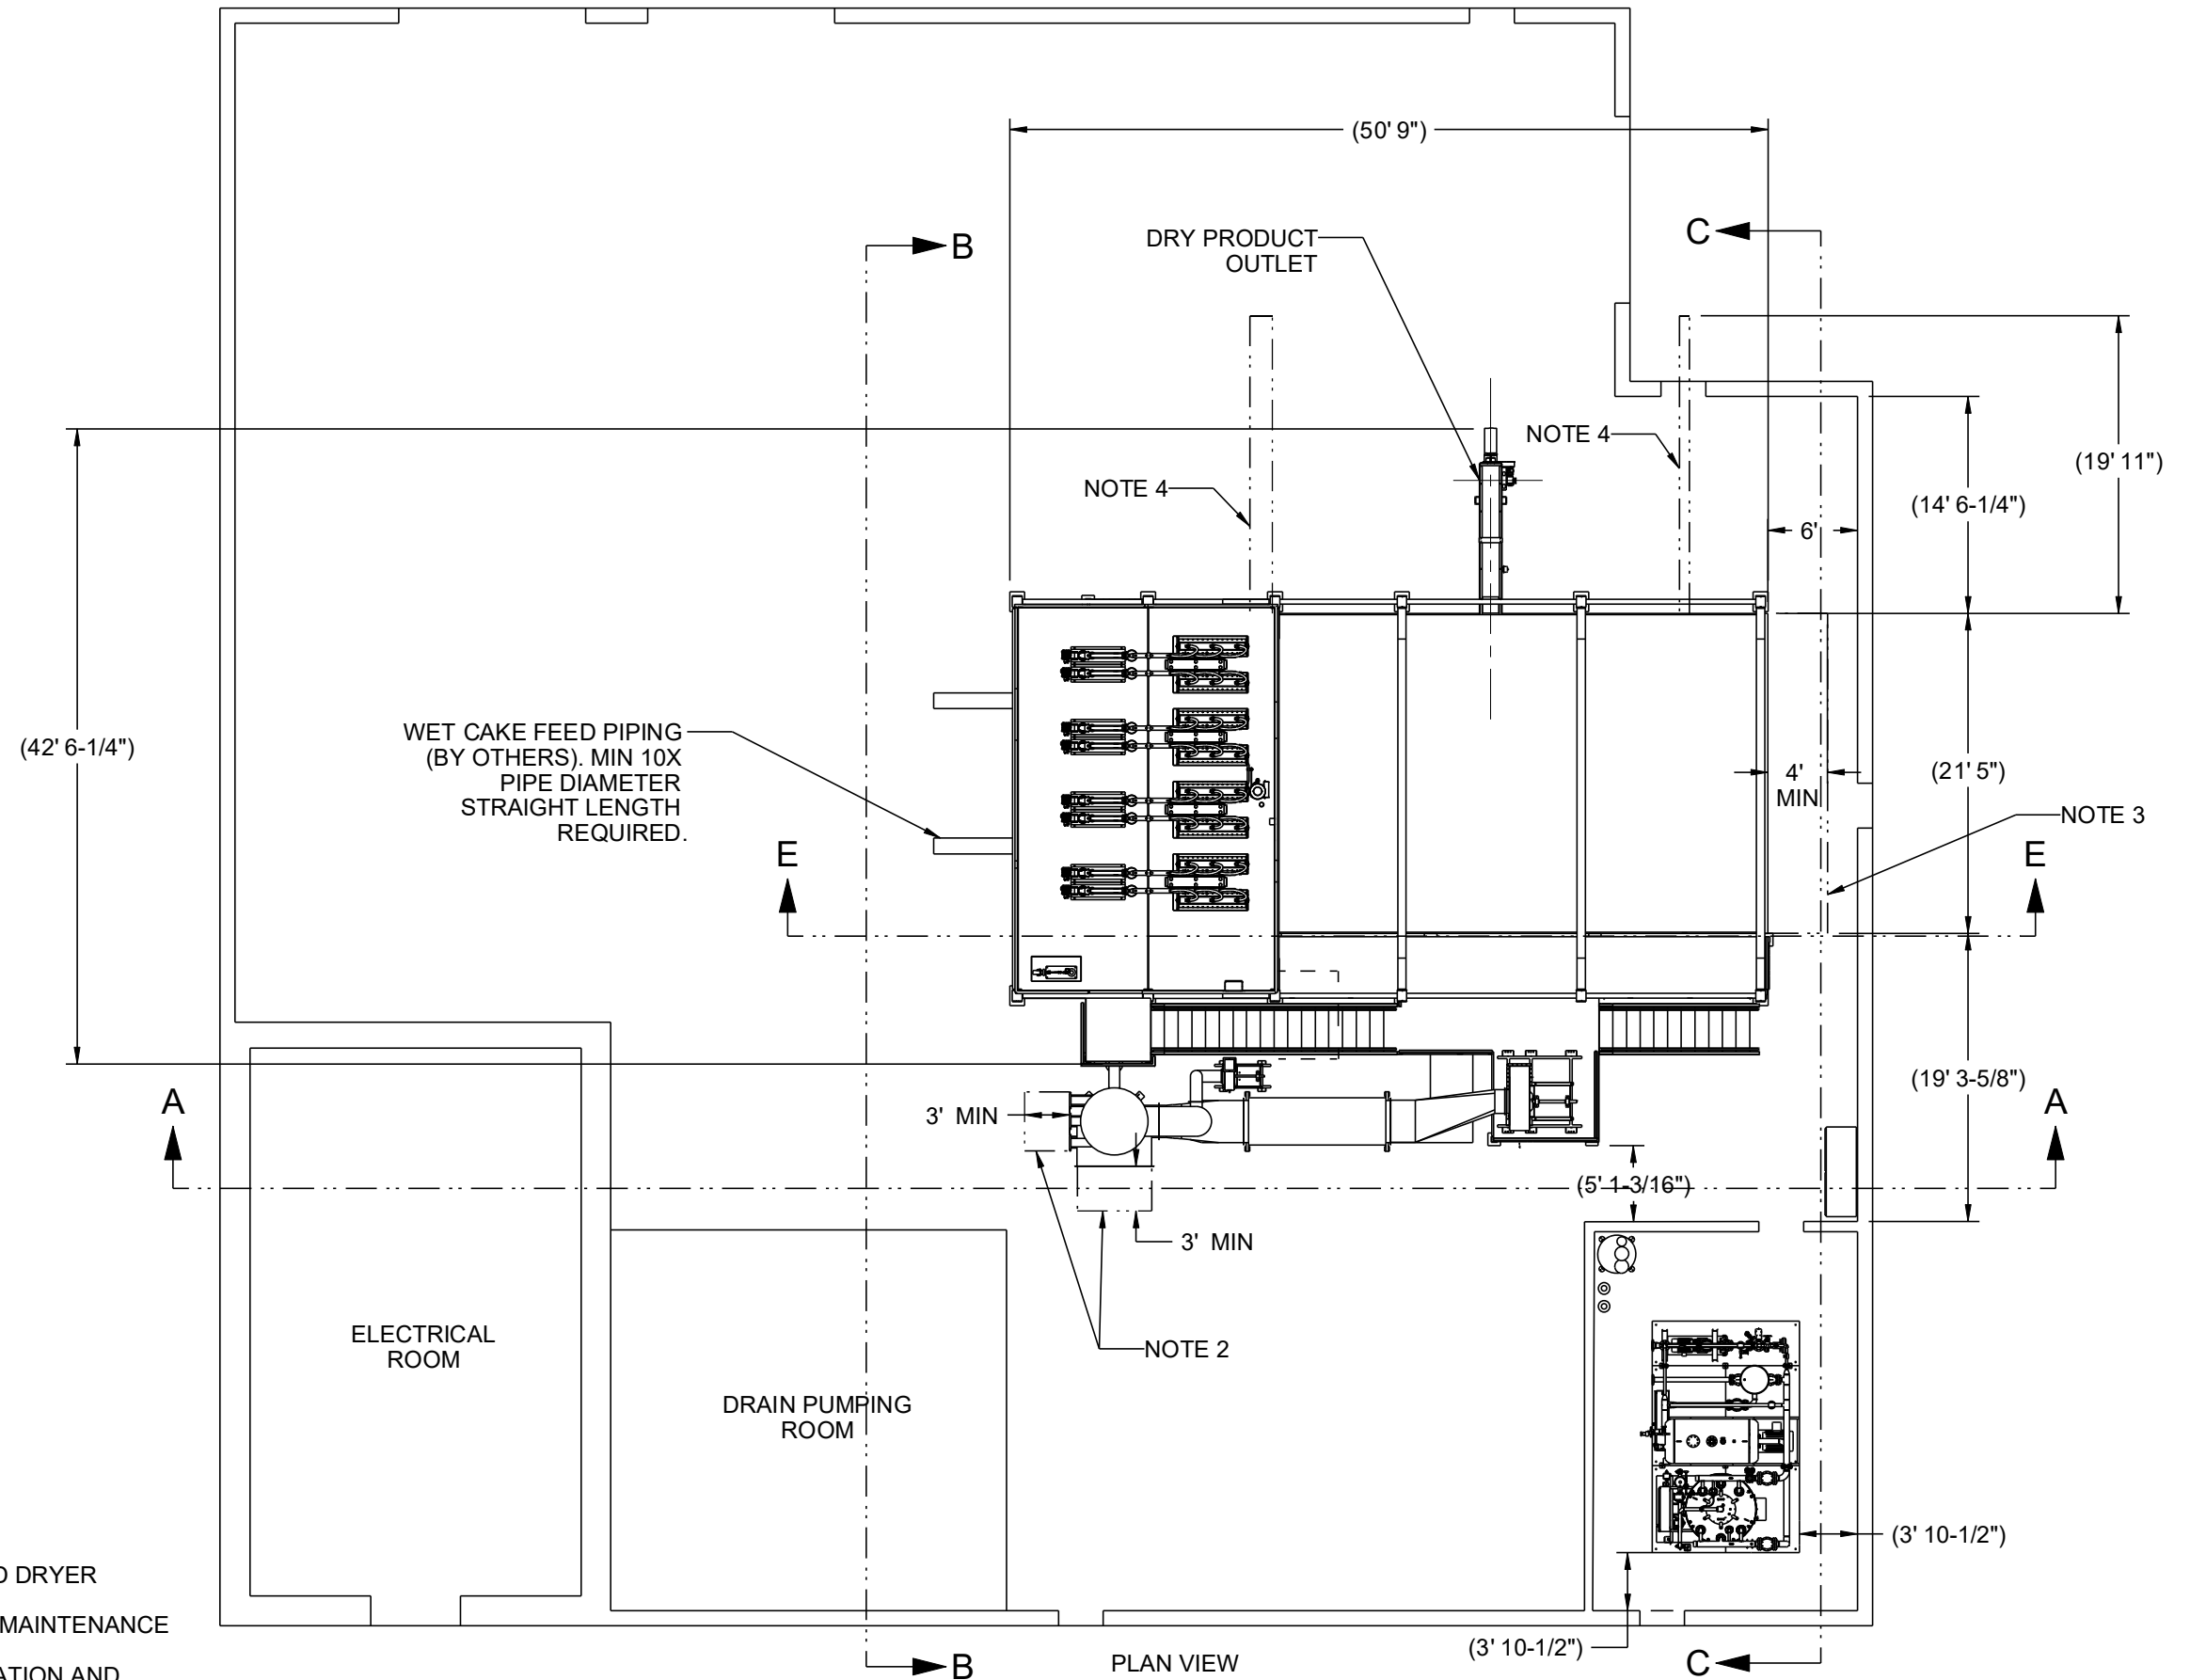 (50' 9")
B
C
DRY PRODUCT
OUTLET
NOTE 4
NOTE 4
(19' 11")
(14' 6-1/4")
6'
WET CAKE FEED PIPING
(BY OTHERS). MIN 10X
PIPE DIAMETER
STRAIGHT LENGTH
REQUIRED.
(42' 6-1/4")
4'
MIN
(21' 5")
NOTE 3
E
E
(19' 3-5/8")
A
A
3' MIN
(5' 1-3/16")
3' MIN
NOTE 2
ELECTRICAL
ROOM
DRAIN PUMPING
ROOM
(3' 10-1/2")
(3' 10-1/2")
DRYER
MAINTENANCE
AND
B
PLAN VIEW
C